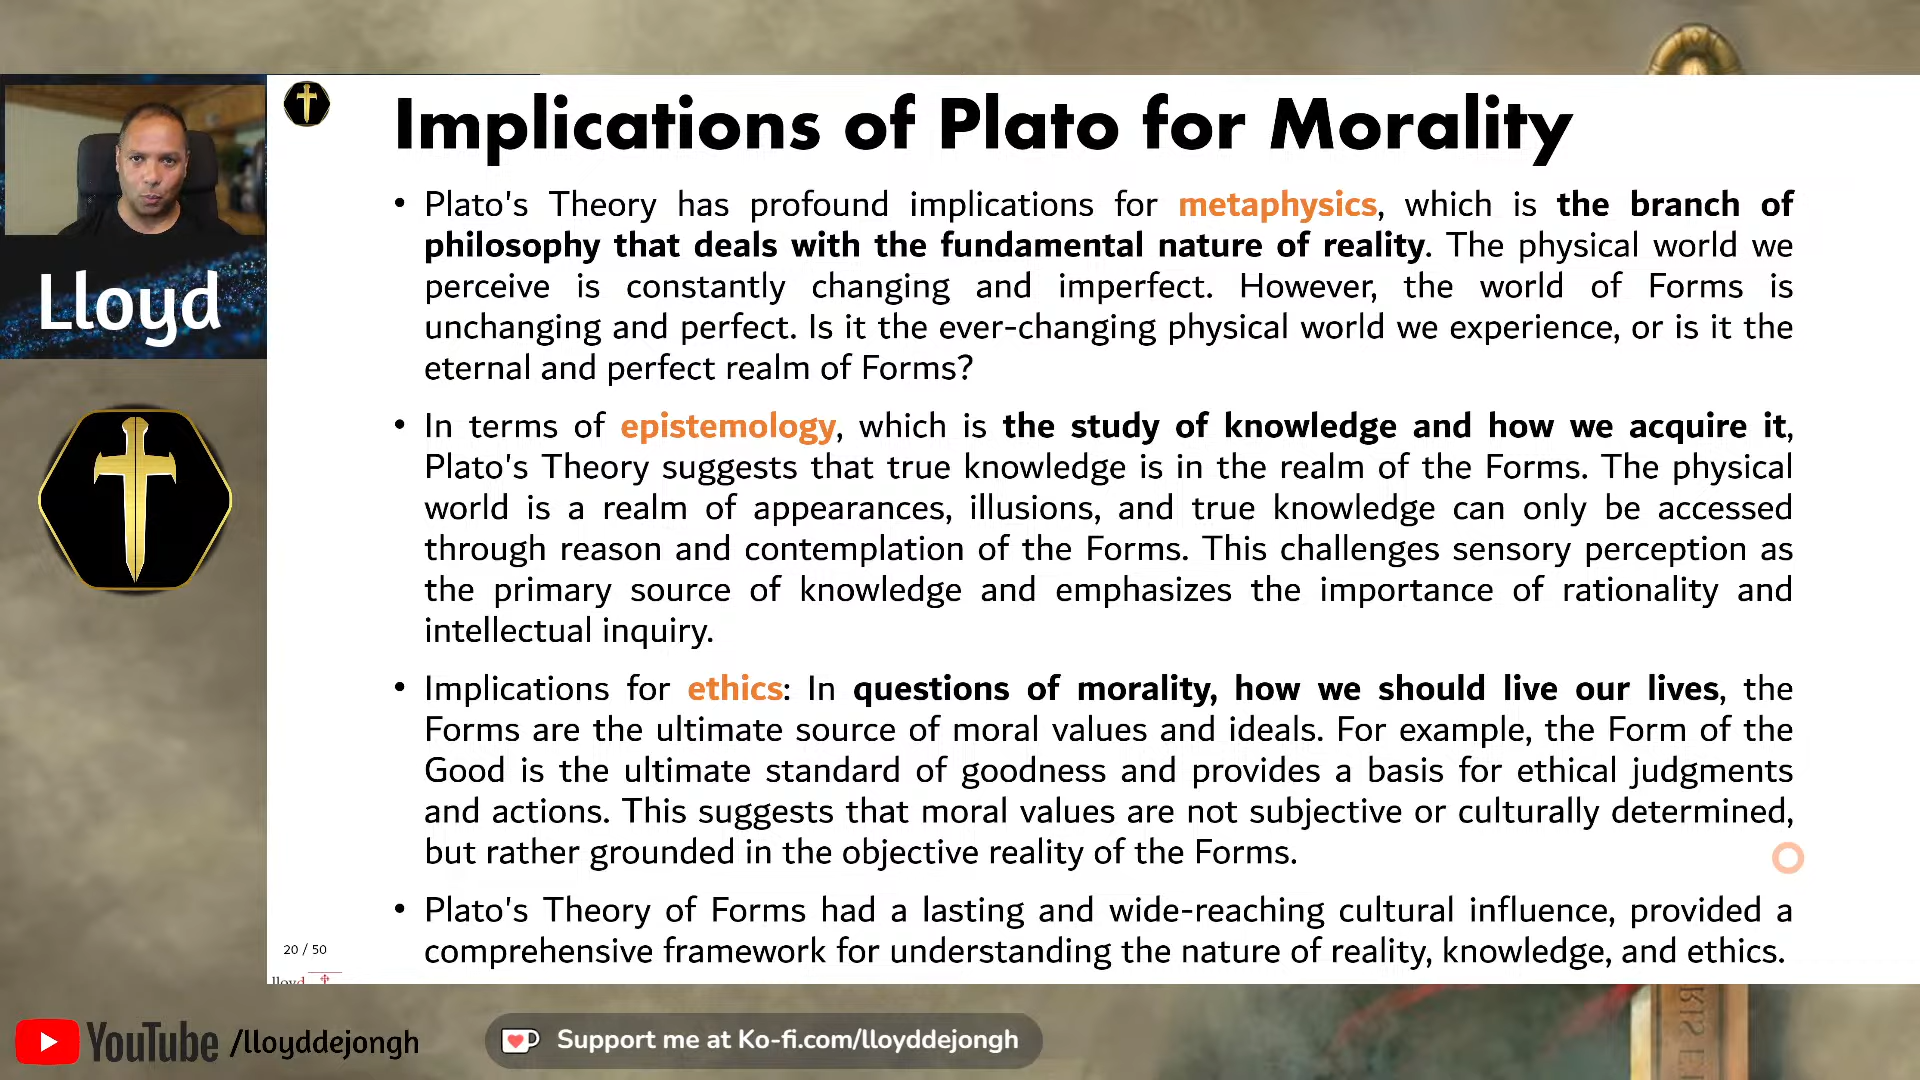 Implications of Plato for Morality
• Plato's Theory has profound implications for metaphysics, which is the branch of
philosophy that deals with the fundamental nature of reality. The physical world we
perceive is constantly changing and imperfect. However, the world of Forms is
unchanging and perfect. Is it the ever-changing physical world we experience, or is it the
eternal and perfect realm of Forms?
• In terms of epistemology, which is the study of knowledge and how we acquire it,
Plato's Theory suggests that true knowledge is in the realm of the Forms. The physical
world is a realm of appearances, illusions, and true knowledge can only be accessed
through reason and contemplation of the Forms. This challenges sensory perception as
the primary source of knowledge and emphasizes the importance of rationality and
intellectual inquiry.
• Implications for ethics: In questions of morality, how we should live our lives, the
Forms are the ultimate source of moral values and ideals. For example, the Form of the
Good is the ultimate standard of goodness and provides a basis for ethical judgments
and actions. This suggests that moral values are not subjective or culturally determined,
but rather grounded in the objective reality of the Forms.
• Plato's Theory of Forms had a lasting and wide-reaching cultural influence, provided a
comprehensive framework for understanding the nature of reality, knowledge, and ethics.
20 / 50
lloyd
Lloyd
YouTube /lloyddejongh
Support me at Ko-fi.com/lloyddejongh